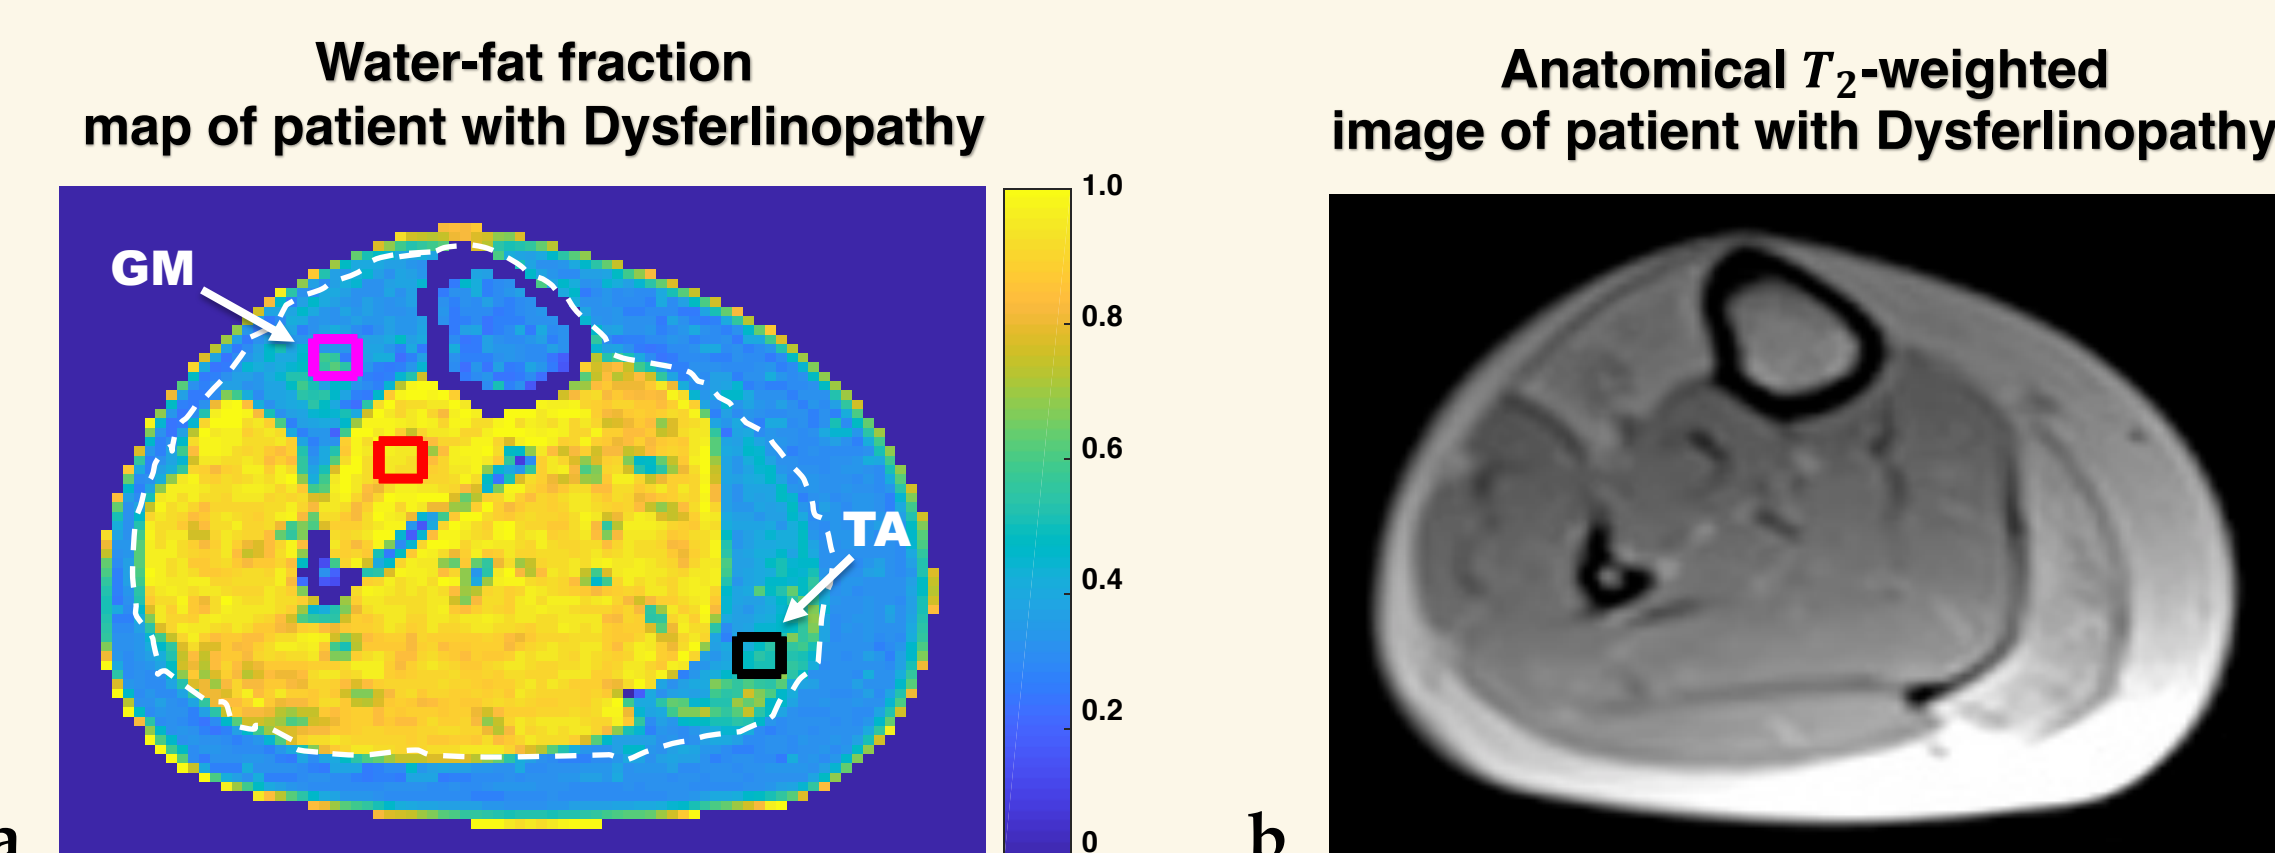 Water-fat fraction
map of patient with Dysferlinopathy
GM
TA
1.0
0.8
0.6
0.4
0.2
0
a
Anatomical T₂-weighted
image of patient with Dysferlinopathy
b